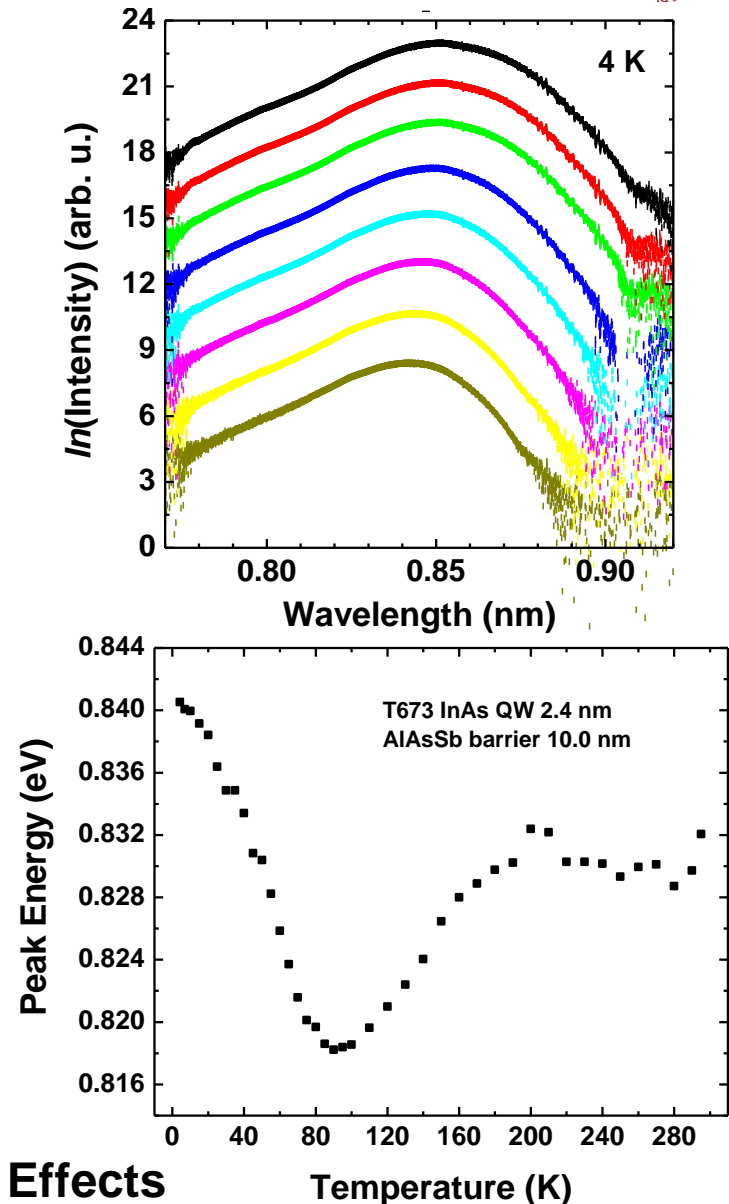 24
21
18
15
12
9
6
3
0
ln(Intensity) (arb. u.)
4 K
0.80 0.85 0.90
Wavelength (nm)
0.844
0.840
0.836
0.832
0.828
0.824
0.820
0.816
Peak Energy (eV)
T673 InAs QW 2.4 nm
AlAsSb barrier 10.0 nm
0 40 80 120 160 200 240 280
Effects Temperature (K)